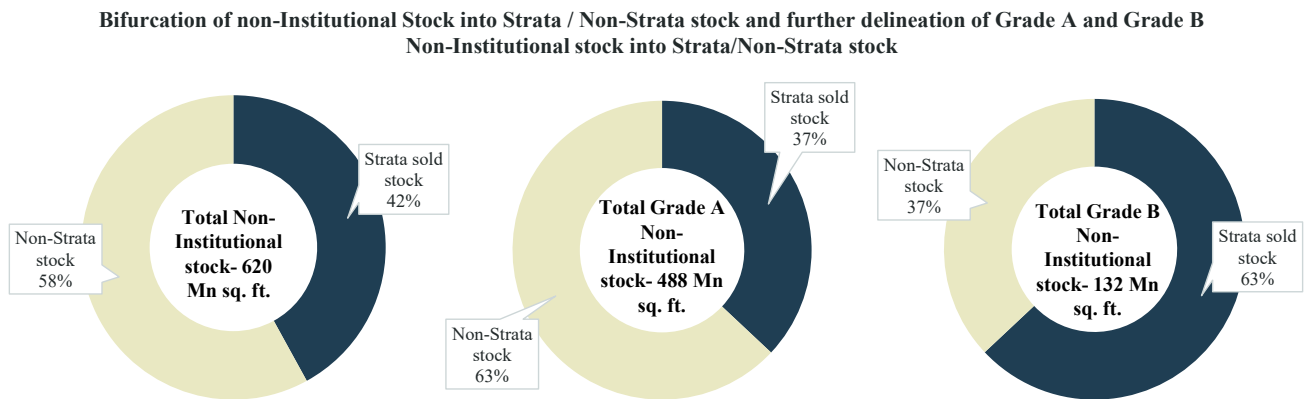 Bifurcation of non-Institutional Stock into Strata / Non-Strata stock and further delineation of Grade A and Grade B
Non-Institutional stock into Strata/Non-Strata stock
Strata sold
stock
42%
Total Non-
Institutional
stock- 620
Mn sq. ft.
Non-Strata
stock
58%
Strata sold
stock
37%
Total Grade A
Non-
Institutional
stock- 488 Mn
sq. ft.
Non-Strata
stock
63%
Non-Strata
stock
37%
Total Grade B
Non-
Institutional
stock- 132 Mn
sq. ft.
Strata sold
stock
63%